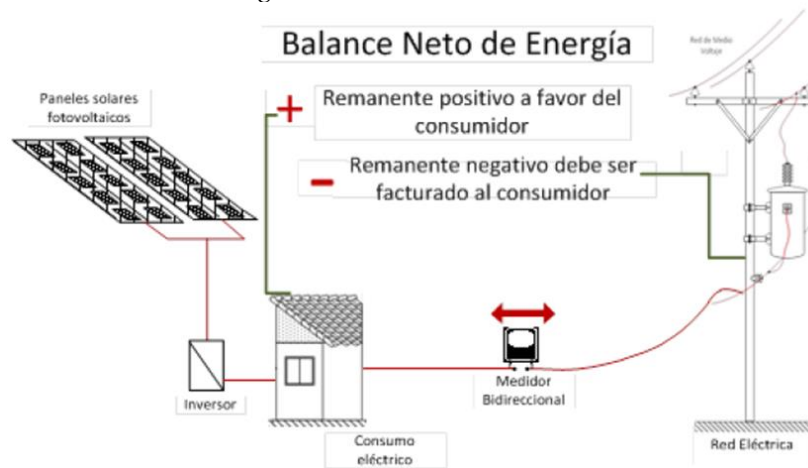 Balance Neto de Energía
Red de Medio
Voltaje
Paneles solares
fotovoltaicos
Remanente positivo a favor del
consumidor
Remanente negativo debe ser
facturado al consumidor
Inversor
Medidor
Bidireccional
Consumo
eléctrico
Red Eléctrica